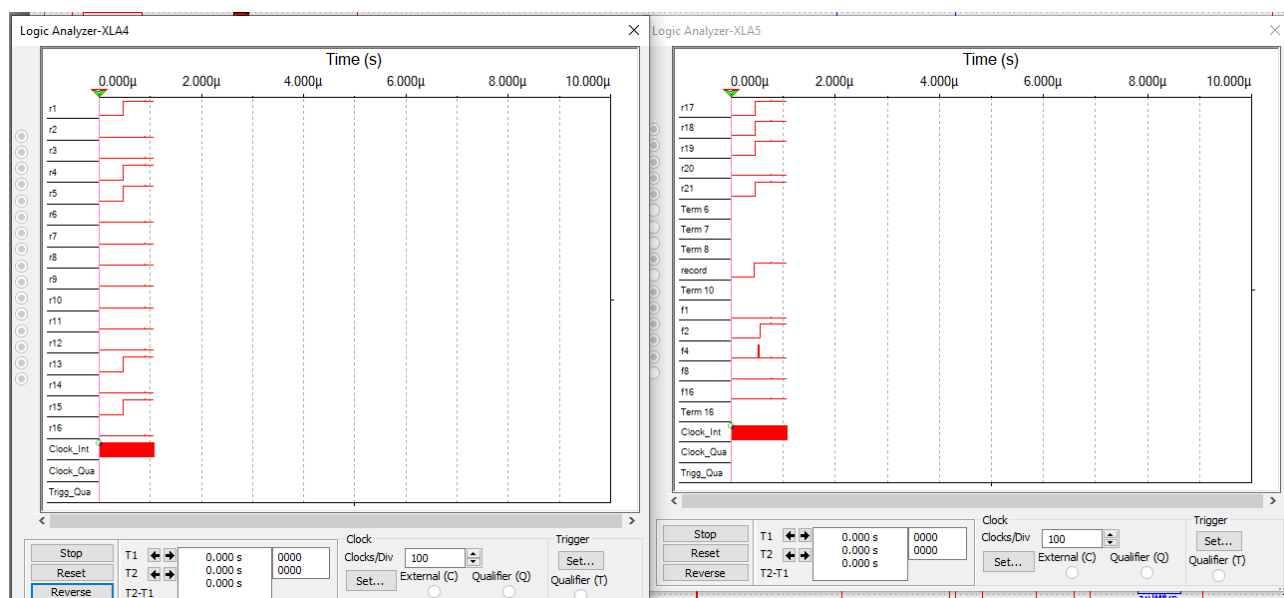 Logic Analyzer-XLA4
Time (s)
0.000µ 2.000µ 4.000µ 6.000µ 8.000µ 10.000µ
r1
r2
r3
r4
r5
r6
r7
r8
r9
r10
r11
r12
r13
r14
r15
r16
Clock_Int
Clock_Qua
Trigg_Qua
Stop
Reset
Reverse
T1
T2
T2-T1
0.000 s
0.000 s
0.000 s
0000
0000
Clock
Clocks/Div 100
Set...
External (C)
Qualifier (Q)
Trigger
Set...
Qualifier (T)
Logic Analyzer-XLA5
Time (s)
0.000µ 2.000µ 4.000µ 6.000µ 8.000µ 10.000µ
r17
r18
r19
r20
r21
Term 6
Term 7
Term 8
record
Term 10
f1
f2
f4
f8
f16
Term 16
Clock_Int
Clock_Qua
Trigg_Qua
Stop
Reset
Reverse
T1
T2
T2-T1
0.000 s
0.000 s
0.000 s
0000
0000
Clock
Clocks/Div 100
Set...
External (C)
Qualifier (Q)
Trigger
Set...
Qualifier (T)